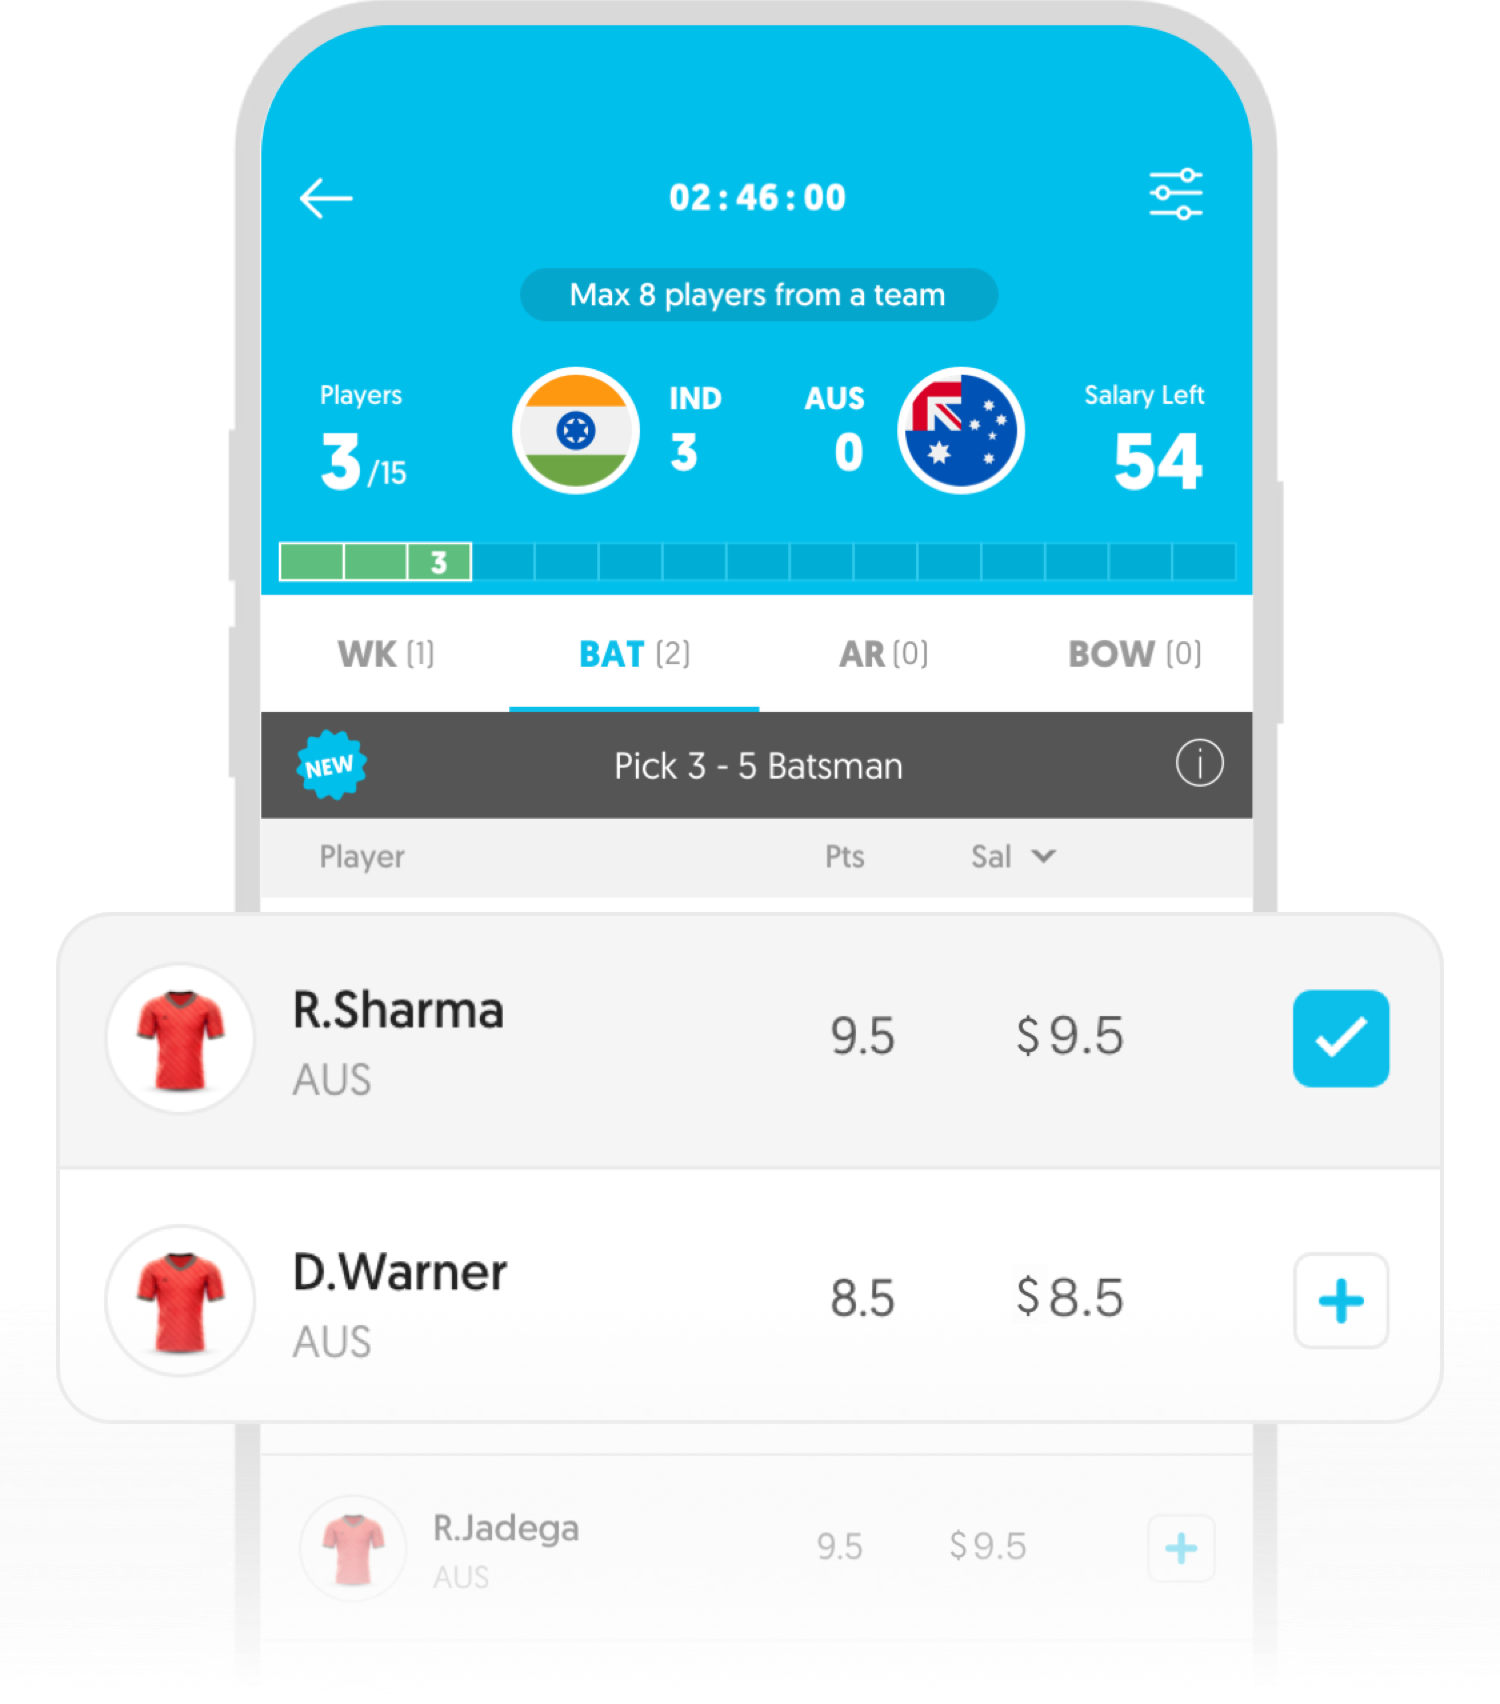 02 : 46 : 00
Max 8 players from a team
Players
3 /15
IND
3
AUS
0
Salary Left
54
3
WK (1) BAT (2) AR (0) BOW (0)
NEW Pick 3 - 5 Batsman i
Player Pts Sal
R.Sharma
AUS
9.5 $ 9.5
D.Warner
AUS
8.5 $ 8.5
R.Jadega
AUS
9.5 $ 9.5